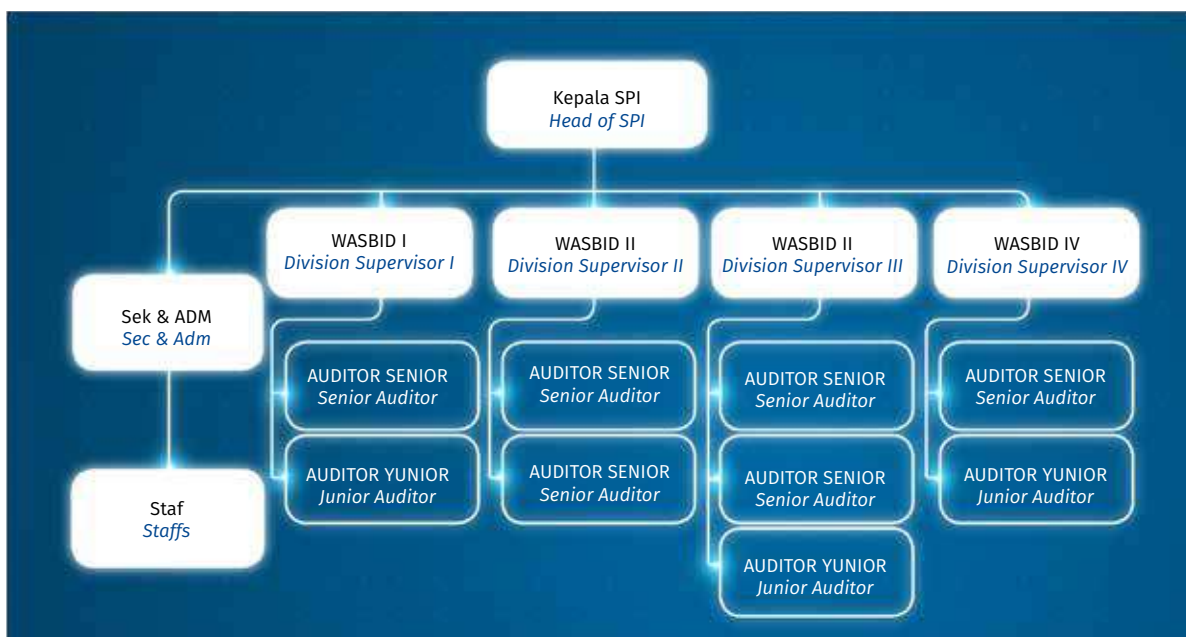 Kepala SPI
Head of SPI
WASBID I
Division Supervisor I
WASBID II
Division Supervisor II
WASBID II
Division Supervisor III
WASBID IV
Division Supervisor IV
Sek & ADM
Sec & Adm
AUDITOR SENIOR
Senior Auditor
AUDITOR SENIOR
Senior Auditor
AUDITOR SENIOR
Senior Auditor
AUDITOR SENIOR
Senior Auditor
AUDITOR YUNIOR
Junior Auditor
AUDITOR SENIOR
Senior Auditor
AUDITOR SENIOR
Senior Auditor
AUDITOR YUNIOR
Junior Auditor
Staf
Staffs
AUDITOR YUNIOR
Junior Auditor